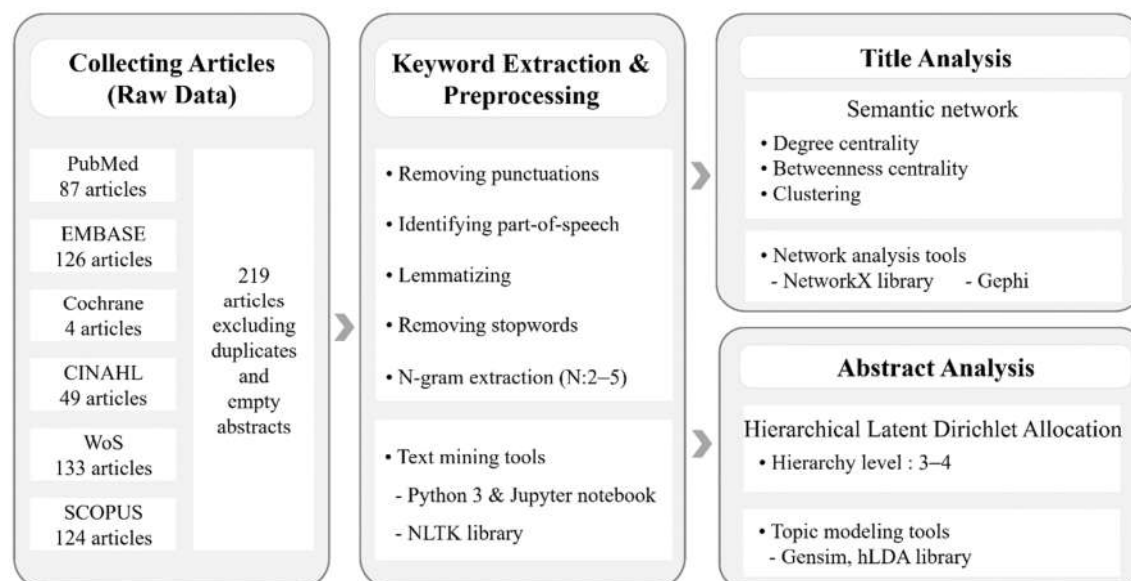 Collecting Articles
(Raw Data)
PubMed
87 articles
EMBASE
126 articles
Cochrane
4 articles
CINAHL
49 articles
WoS
133 articles
SCOPUS
124 articles
219
articles
excluding
duplicates
and
empty
abstracts
Keyword Extraction &
Preprocessing
• Removing punctuations
• Identifying part-of-speech
• Lemmatizing
• Removing stopwords
• N-gram extraction (N:2–5)
• Text mining tools
- Python 3 & Jupyter notebook
- NLTK library
Title Analysis
Semantic network
• Degree centrality
• Betweenness centrality
• Clustering
• Network analysis tools
- NetworkX library - Gephi
Abstract Analysis
Hierarchical Latent Dirichlet Allocation
• Hierarchy level : 3–4
• Topic modeling tools
- Gensim, hLDA library